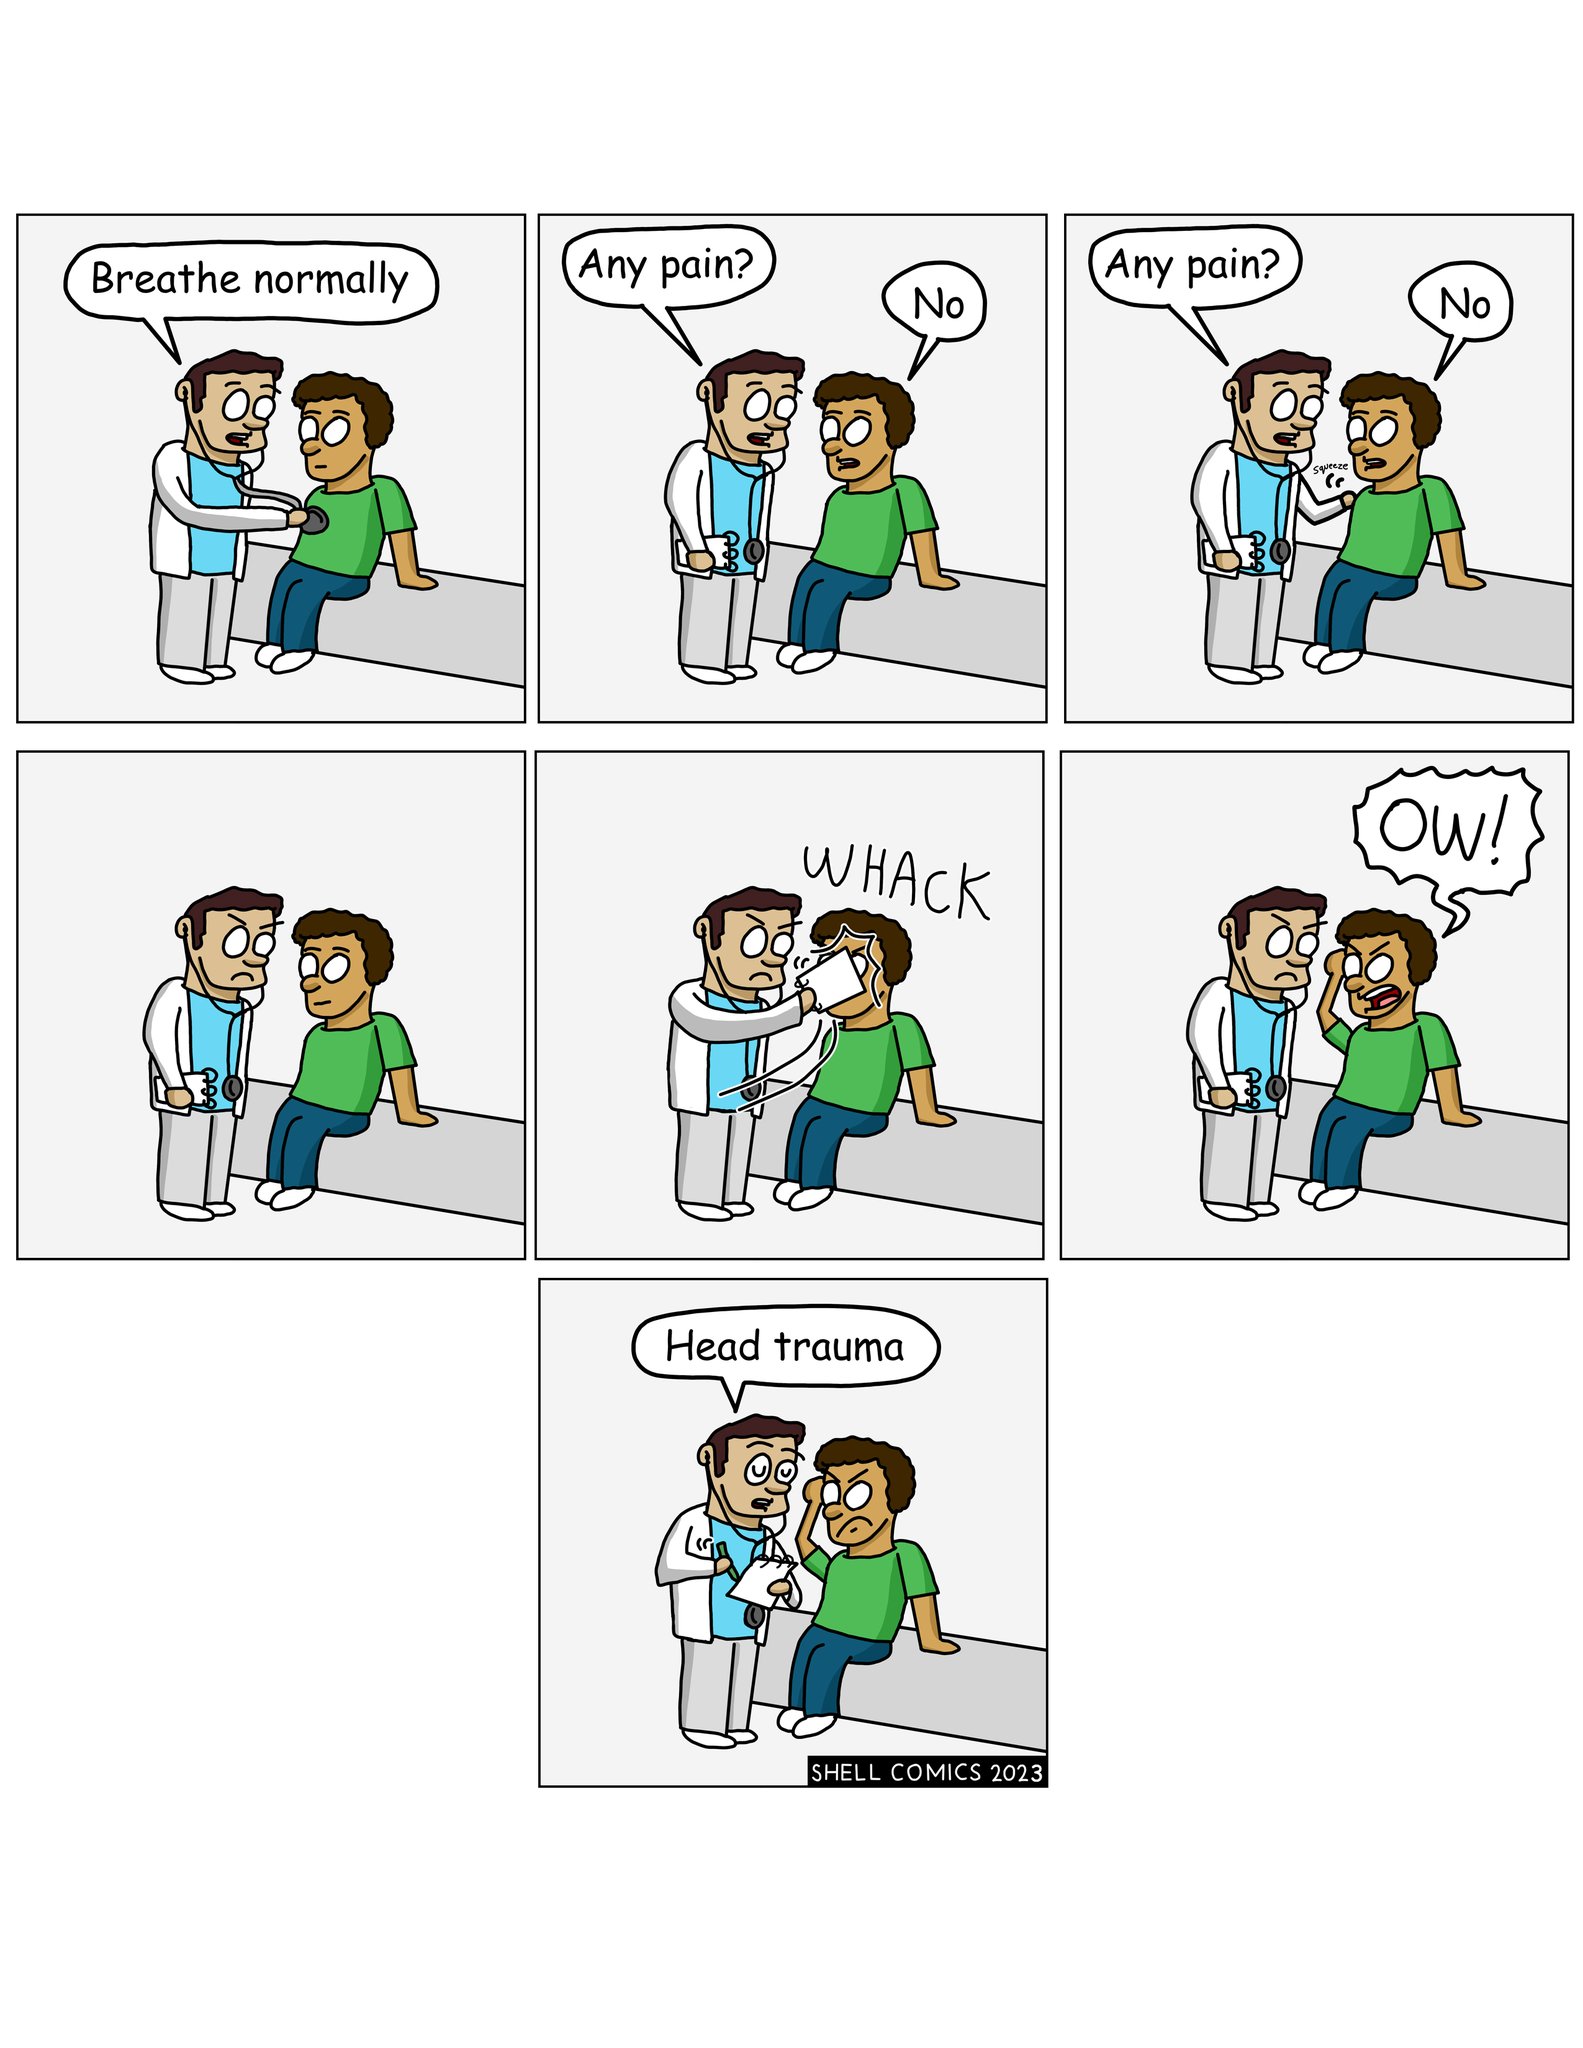 Breathe normally
Any pain?
No
Any pain?
No
squeeze
WHACK
OW!
Head trauma
SHELL COMICS 2023